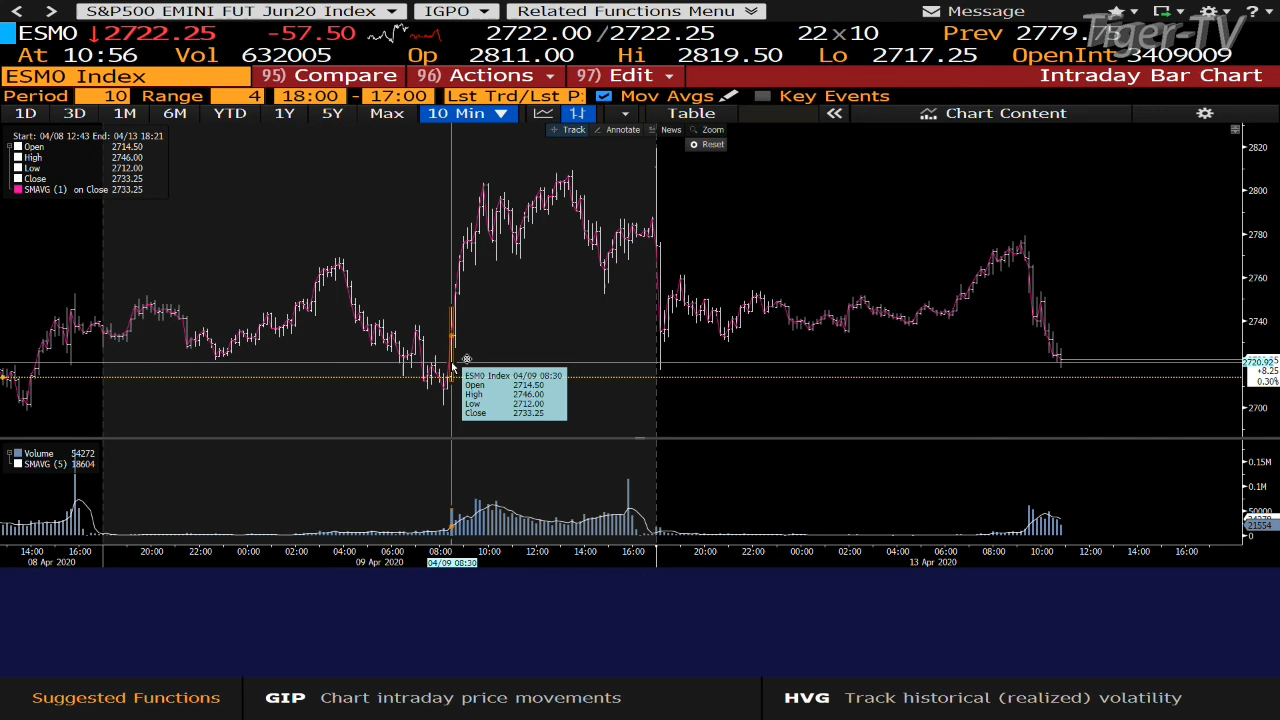 S&P500 EMINI FUT Jun20 Index IGPO Related Functions Menu Message ?
ESM0 ↓2722.25 -57.50 2722.00/2722.25 22×10 Prev 2779.75
Tiger-TV
At 10:56 Vol 632005 Op 2811.00 Hi 2819.50 Lo 2717.25 OpenInt 3409009
ESM0 Index 95) Compare 96) Actions 97) Edit Intraday Bar Chart
Period 10 Range 4 18:00 - 17:00 Lst Trd/Lst P: Mov Avgs Key Events
1D 3D 1M 6M YTD 1Y 5Y Max 10 Min Table Chart Content
Track Annotate News Zoom
Reset
Start: 04/08 12:43 End: 04/13 18:21
Open 2714.50
High 2746.00
Low 2712.00
Close 2733.25
SMAVG (1) on Close 2733.25
2820
2800
2780
2760
2740
2720.92
+8.25
0.30%
2700
ESM0 Index 04/09 08:30
Open 2714.50
High 2746.00
Low 2712.00
Close 2733.25
Volume 54272
SMAVG (5) 18604
0.15M
0.1M
50000
21554
14:00 16:00 20:00 22:00 00:00 02:00 04:00 06:00 08:00 10:00 12:00 14:00 16:00 20:00 22:00 00:00 02:00 04:00 06:00 08:00 10:00 12:00 14:00 16:00
08 Apr 2020 09 Apr 2020 04/09 08:30 13 Apr 2020
Suggested Functions GIP Chart intraday price movements HVG Track historical (realized) volatility